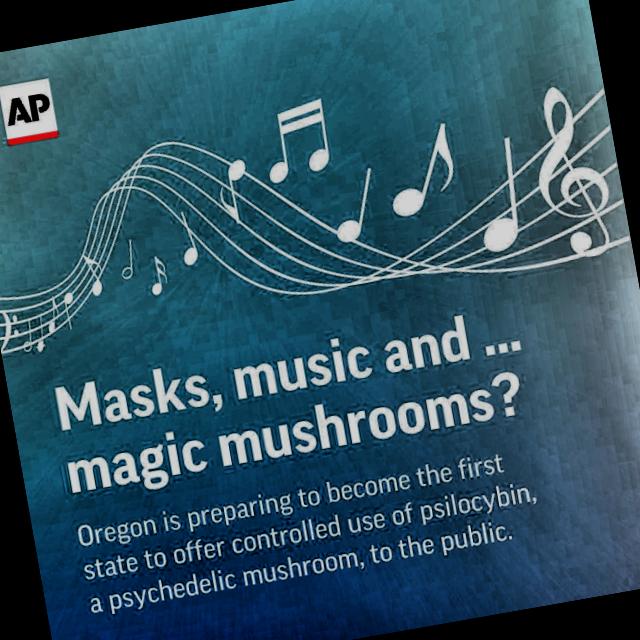 AP
Masks, music and ...
magic mushrooms?
Oregon is preparing to become the first
state to offer controlled use of psilocybin,
a psychedelic mushroom, to the public.